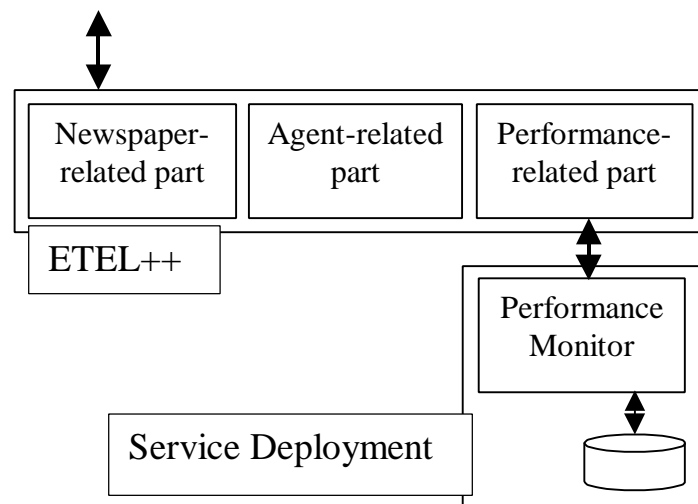 Newspaper-
related part
Agent-related
part
Performance-
related part
ETEL++
Performance
Monitor
Service Deployment